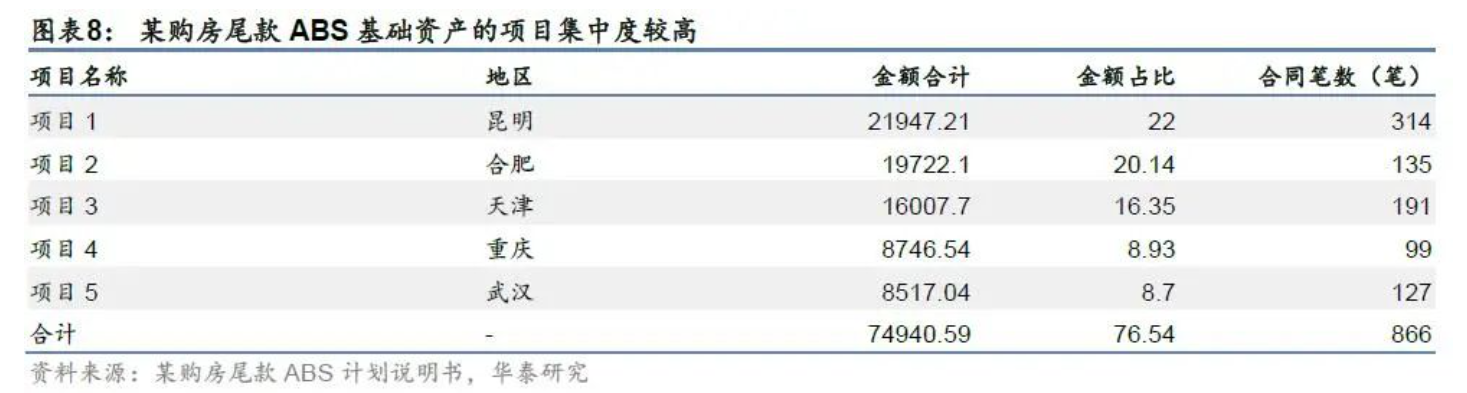 图表8： 某购房尾款 ABS 基础资产的项目集中度较高
项目名称 地区 金额合计 金额占比 合同笔数（笔）
项目 1 昆明 21947.21 22 314
项目 2 合肥 19722.1 20.14 135
项目 3 天津 16007.7 16.35 191
项目 4 重庆 8746.54 8.93 99
项目 5 武汉 8517.04 8.7 127
合计 - 74940.59 76.54 866
资料来源：某购房尾款 ABS 计划说明书，华泰研究